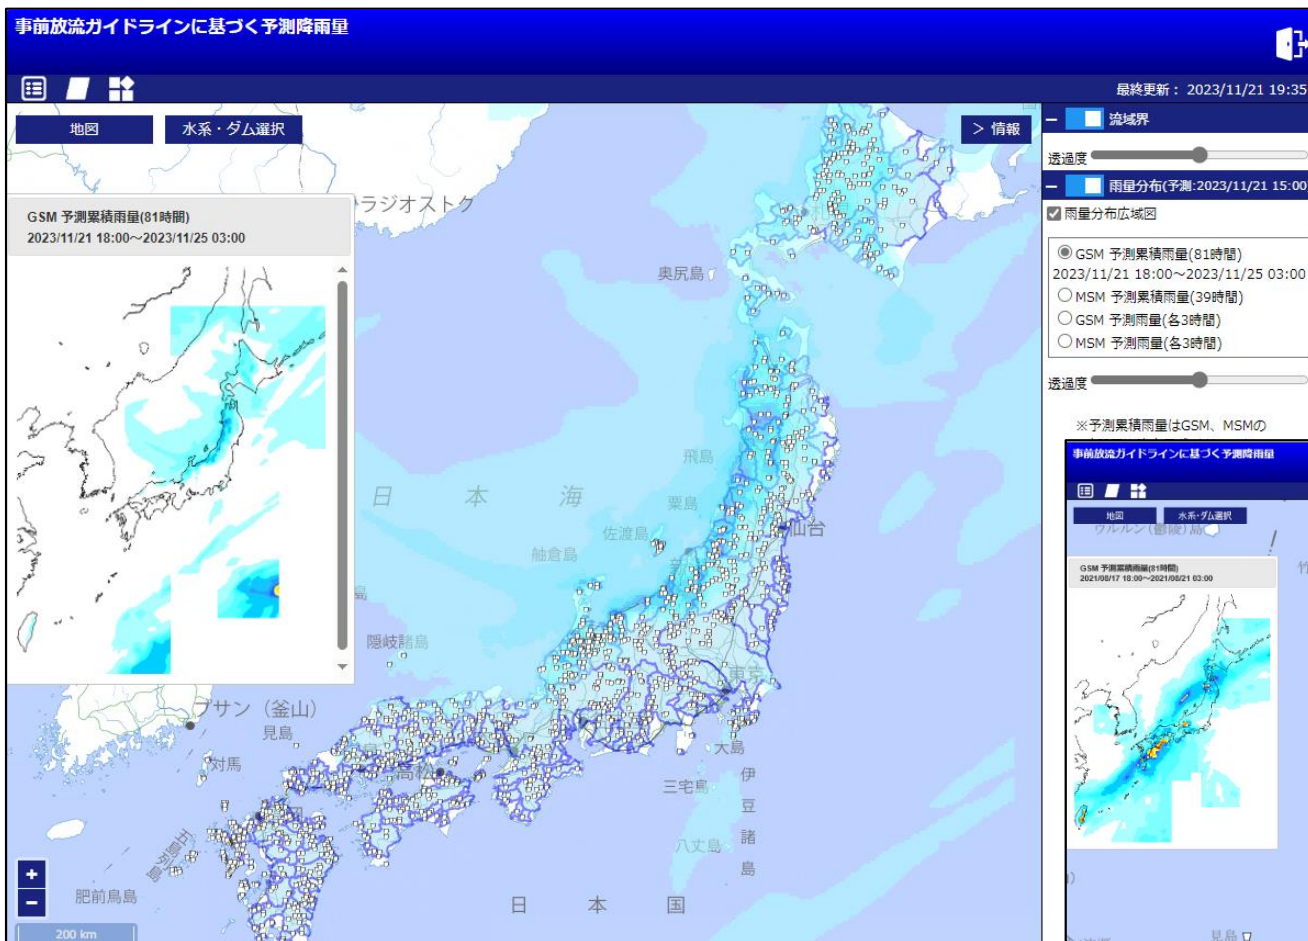 事前放流ガイドラインに基づく予測降雨量
最終更新： 2023/11/21 19:35
地図
水系・ダム選択
＞ 情報
流域界
透過度
雨量分布(予測:2023/11/21 15:00
雨量分布広域図
GSM 予測累積雨量(81時間)
2023/11/21 18:00～2023/11/25 03:00
MSM 予測累積雨量(39時間)
GSM 予測雨量(各3時間)
MSM 予測雨量(各3時間)
透過度
※予測累積雨量はGSM、MSMの
GSM 予測累積雨量(81時間)
2023/11/21 18:00～2023/11/25 03:00
ラジオストク
奥尻島
飛島
日本海
粟島
佐渡島
舳倉島
仙台
隠岐諸島
東京
プサン（釜山）
見島
対馬
高松
大島
三宅島
伊豆諸島
八丈島
五島列島
肥前鳥島
日本国
+
−
200 km
事前放流ガイドラインに基づく予測降雨量
地図
水系・ダム選択
ウルルン(鬱陵)島
竹
GSM 予測累積雨量(81時間)
2021/08/17 18:00～2021/08/21 03:00
見島